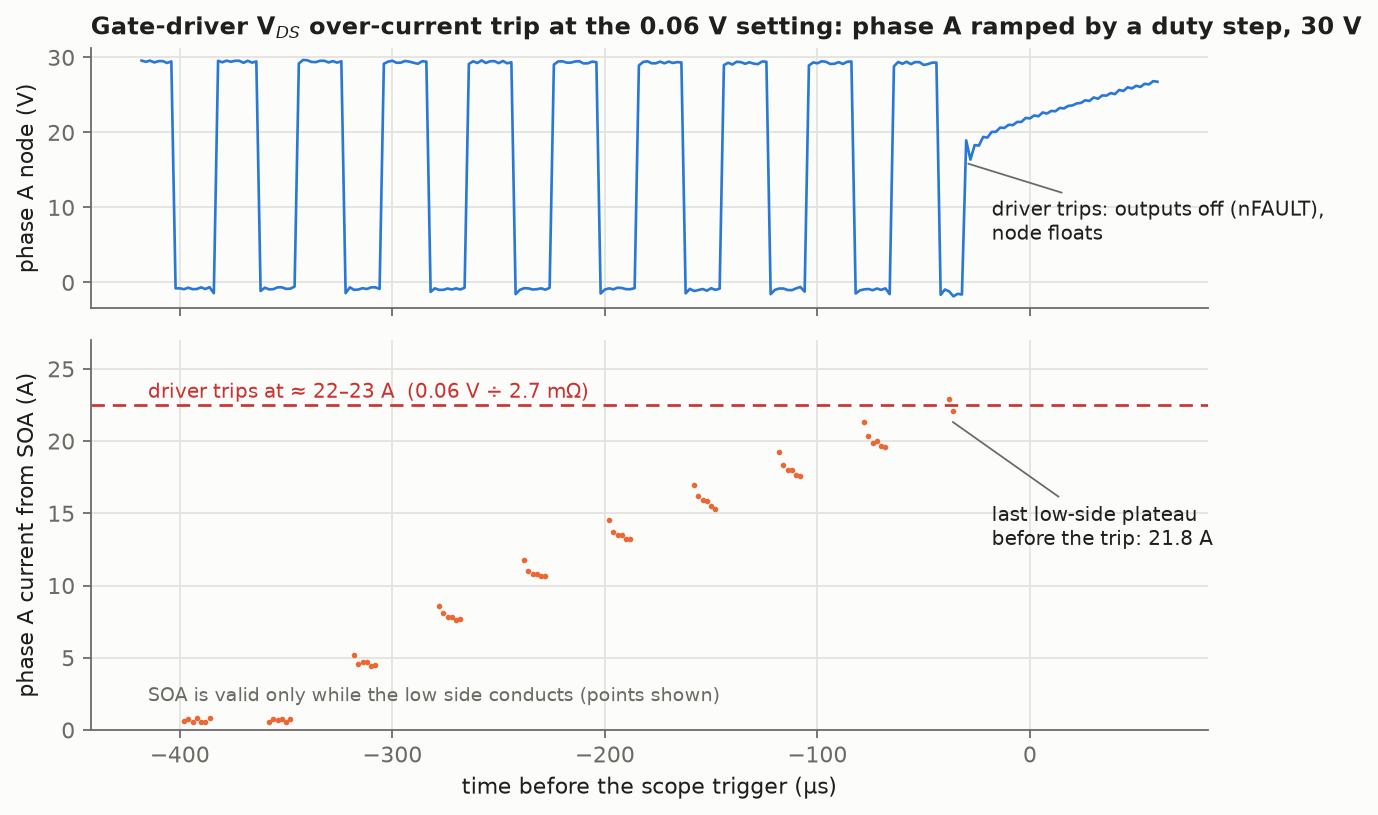 Gate-driver V_DS over-current trip at the 0.06 V setting: phase A ramped by a duty step, 30 V
phase A node (V)
30
20
10
0
driver trips: outputs off (nFAULT),
node floats
phase A current from SOA (A)
25
20
15
10
5
0
driver trips at ≈ 22–23 A (0.06 V ÷ 2.7 mΩ)
last low-side plateau
before the trip: 21.8 A
SOA is valid only while the low side conducts (points shown)
−400 −300 −200 −100 0
time before the scope trigger (µs)